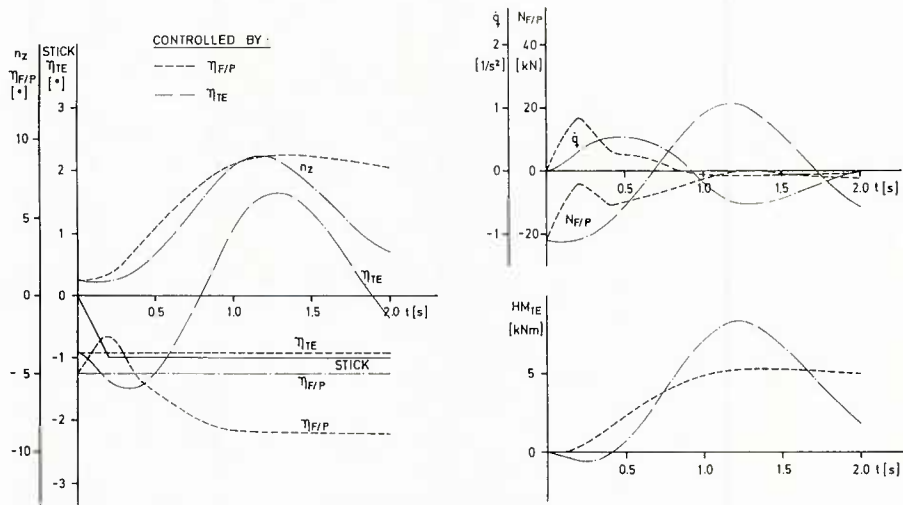 CONTROLLED BY :
η_F/P
η_TE
n_z
η_F/P
[°]
STICK
η_TE
[°]
10
5
0
-5
-10
3
2
1
0
-1
-2
-3
n_z
η_TE
0.5
1.0
1.5
2.0 t [s]
η_TE
STICK
η_F/P
η_F/P
q̇
N_F/P
2
40
[1/s²]
[kN]
1
20
0
0
-1
-20
q̇
N_F/P
0.5
1.0
1.5
2.0 t [s]
HM_TE
[kNm]
5
0
0.5
1.0
1.5
2.0 t [s]